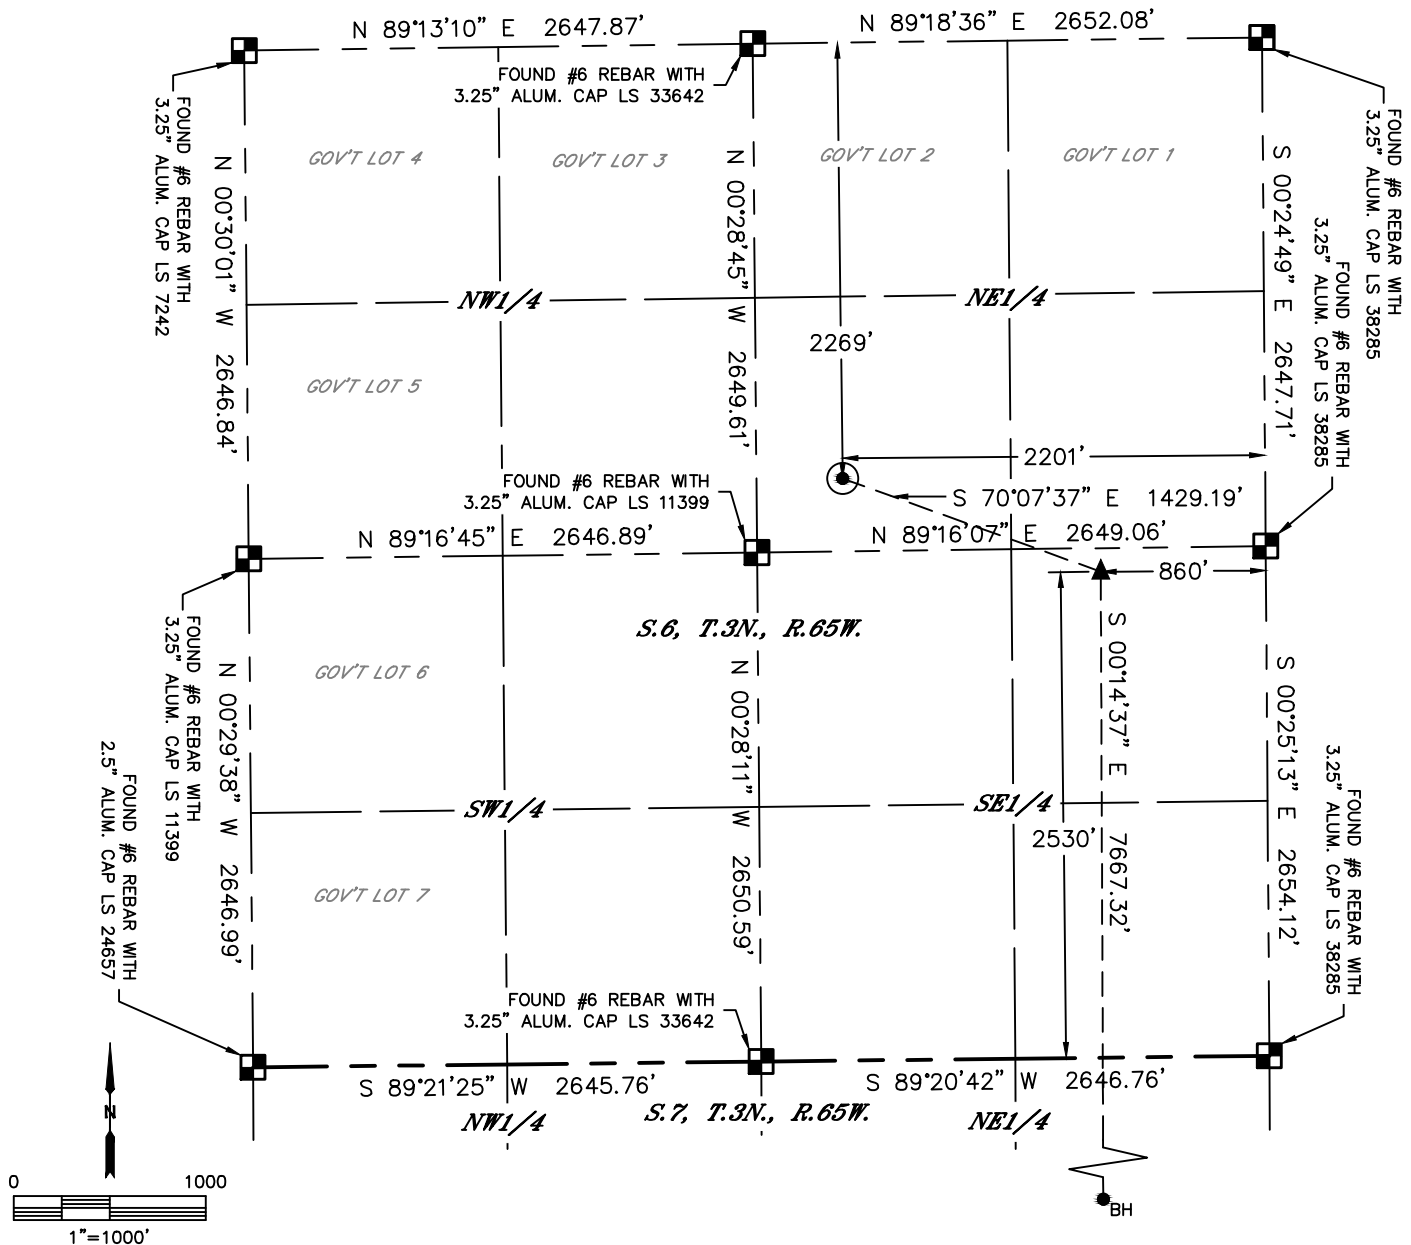 N 89°13'10" E 2647.87'
N 89°18'36" E 2652.08'
FOUND #6 REBAR WITH
3.25" ALUM. CAP LS 33642
FOUND #6 REBAR WITH
3.25" ALUM. CAP LS 7242
FOUND #6 REBAR WITH
3.25" ALUM. CAP LS 38285
GOV'T LOT 4
GOV'T LOT 3
GOV'T LOT 2
GOV'T LOT 1
N 00°30'01" W 2646.84'
N 00°28'45" W 2649.61'
S 00°24'49" E 2647.71'
FOUND #6 REBAR WITH
3.25" ALUM. CAP LS 38285
NW1/4
NE1/4
2269'
GOV'T LOT 5
2201'
FOUND #6 REBAR WITH
3.25" ALUM. CAP LS 11399
S 70°07'37" E 1429.19'
N 89°16'45" E 2646.89'
N 89°16'07" E 2649.06'
860'
S.6, T.3N., R.65W.
FOUND #6 REBAR WITH
3.25" ALUM. CAP LS 11399
GOV'T LOT 6
N 00°29'38" W 2646.99'
N 00°28'11" W 2650.59'
S 00°14'37" E 7667.32'
S 00°25'13" E 2654.12'
FOUND #6 REBAR WITH
2.5" ALUM. CAP LS 24657
FOUND #6 REBAR WITH
3.25" ALUM. CAP LS 38285
SW1/4
SE1/4
2530'
GOV'T LOT 7
FOUND #6 REBAR WITH
3.25" ALUM. CAP LS 33642
S 89°21'25" W 2645.76'
S 89°20'42" W 2646.76'
N
NW1/4
S.7, T.3N., R.65W.
NE1/4
0 1000
1"=1000'
BH